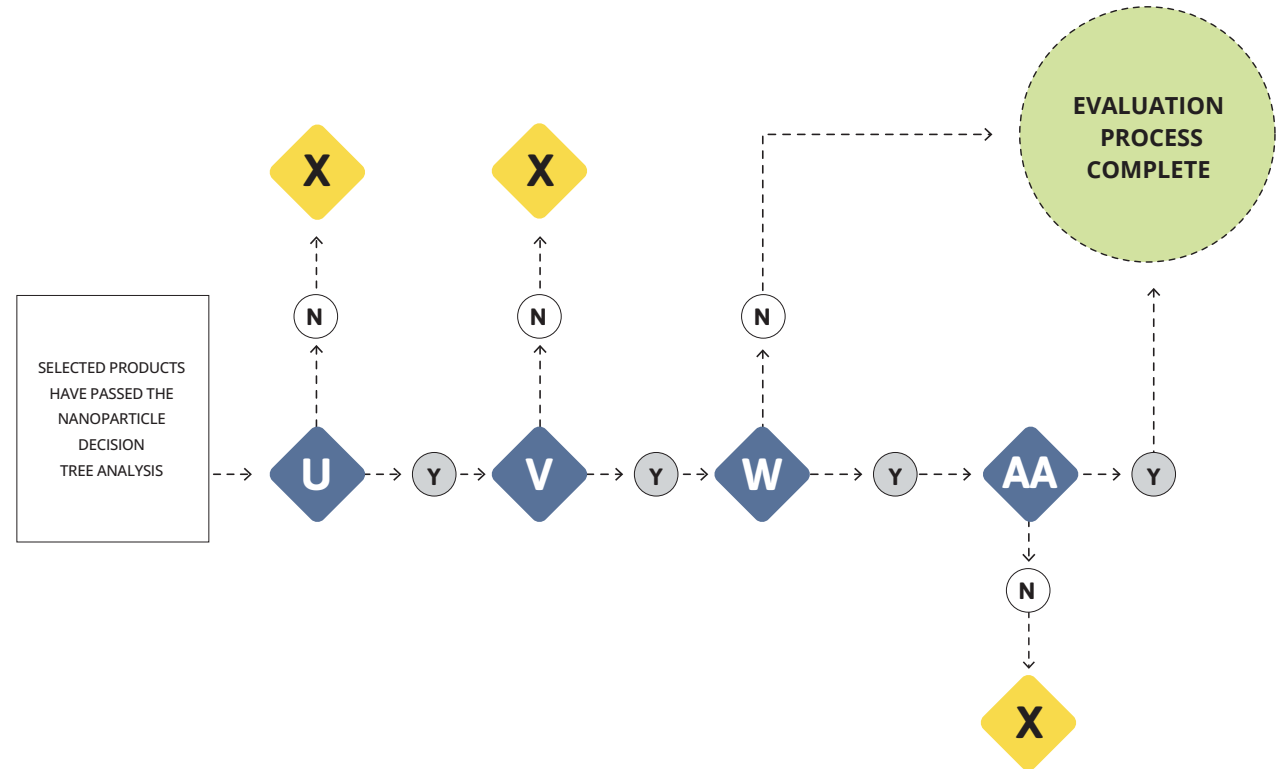 EVALUATION
PROCESS
COMPLETE
X
X
N
N
N
SELECTED PRODUCTS
HAVE PASSED THE
NANOPARTICLE
DECISION
TREE ANALYSIS
U
Y
V
Y
W
Y
AA
Y
N
X